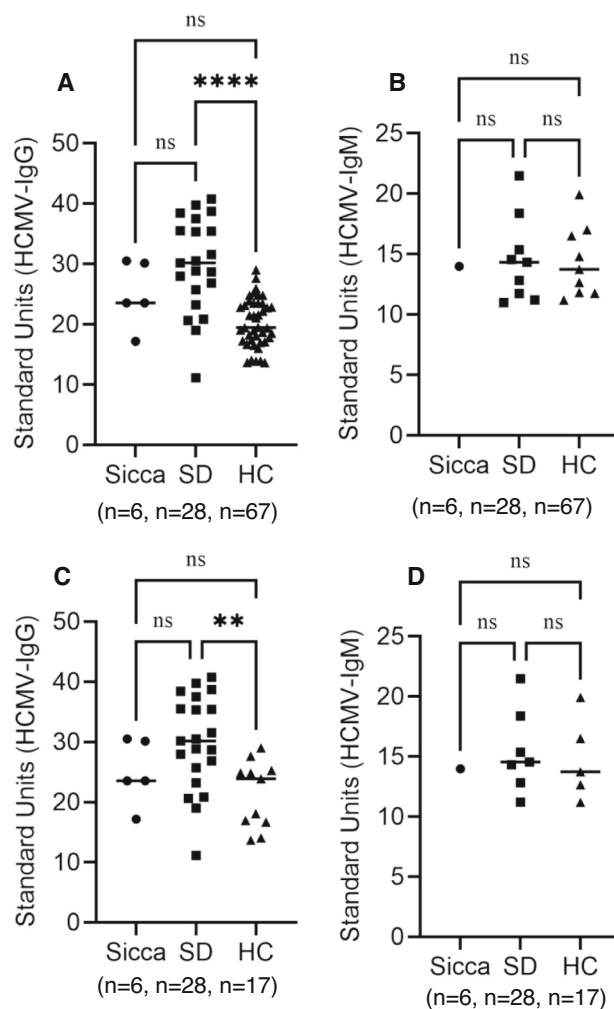 A
ns
****
ns
Standard Units (HCMV-IgG)
50
40
30
20
10
0
Sicca SD HC
(n=6, n=28, n=67)
B
ns
ns ns
Standard Units (HCMV-IgM)
25
20
15
10
5
0
Sicca SD HC
(n=6, n=28, n=67)
C
ns
ns **
Standard Units (HCMV-IgG)
50
40
30
20
10
0
Sicca SD HC
(n=6, n=28, n=17)
D
ns
ns ns
Standard Units (HCMV-IgM)
25
20
15
10
5
0
Sicca SD HC
(n=6, n=28, n=17)